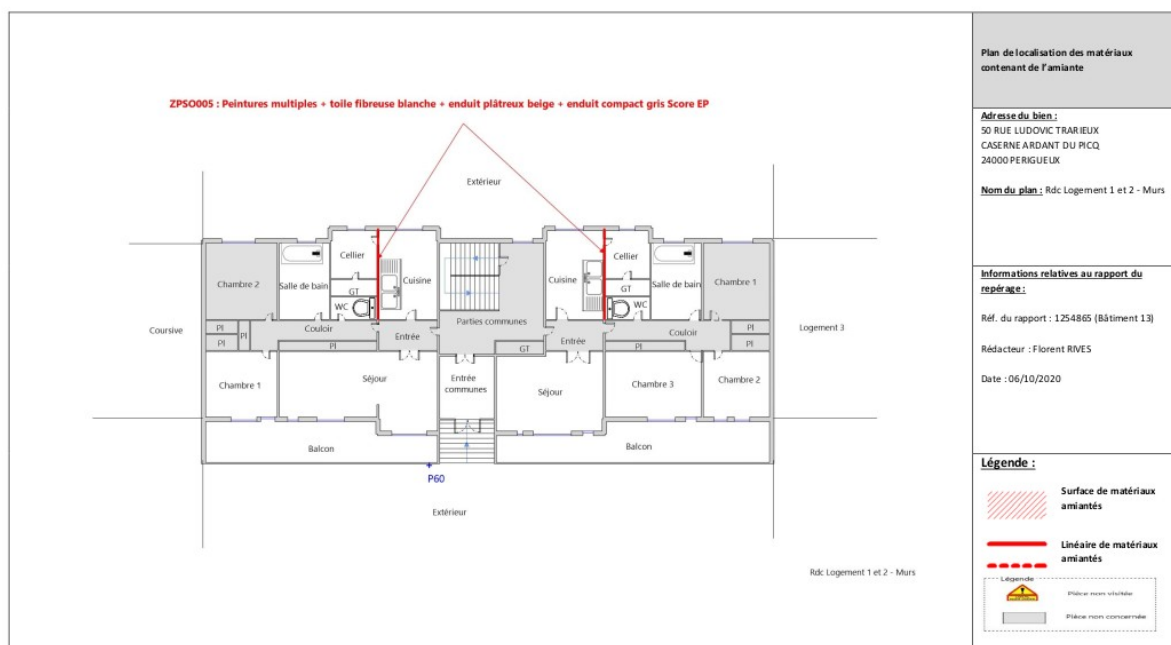 ZPSO005 : Peintures multiples + toile fibreuse blanche + enduit plâtreux beige + enduit compact gris Score EP
Extérieur
Cellier
Cuisine
Cuisine
Cellier
Chambre 2
Salle de bain
GT
GT
Salle de bain
Chambre 1
WC
WC
Coursive
PI
PI
PI
Couloir
Entrée
Parties communes
Entrée
Couloir
PI
PI
Logement 3
PI
GT
PI
Chambre 1
Séjour
Entrée
communes
Séjour
Chambre 3
Chambre 2
Balcon
Balcon
P60
Extérieur
Rdc Logement 1 et 2 - Murs
Plan de localisation des matériaux
contenant de l'amiante
Adresse du bien :
50 RUE LUDOVIC TRARIEUX
CASERNE ARDANT DU PICQ
24000 PERIGUEUX
Nom du plan : Rdc Logement 1 et 2 - Murs
Informations relatives au rapport du
repérage :
Réf. du rapport : 1254865 (Bâtiment 13)
Rédacteur : Florent RIVES
Date : 06/10/2020
Légende :
Surface de matériaux
amiantés
Linéaire de matériaux
amiantés
Légende
Pièce non visitée
Pièce non concernée